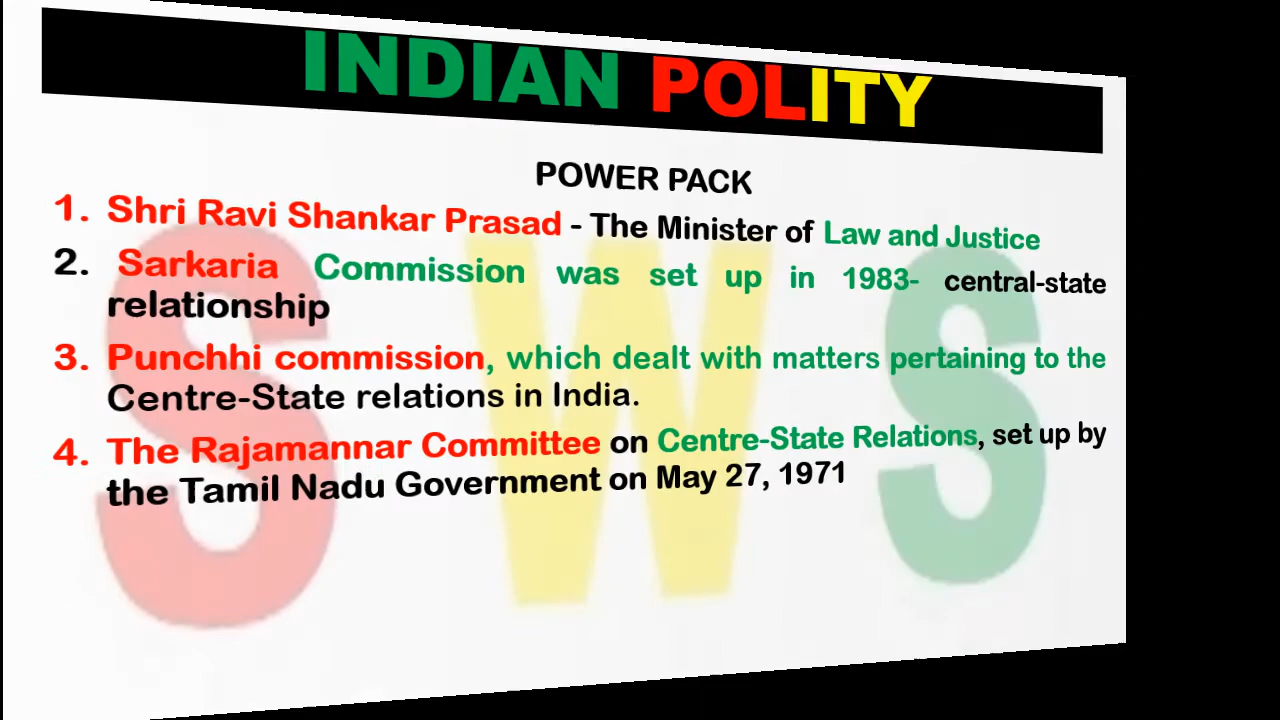 INDIAN POLITY
POWER PACK
1. Shri Ravi Shankar Prasad - The Minister of Law and Justice
2. Sarkaria Commission was set up in 1983- central-state
relationship
3. Punchhi commission, which dealt with matters pertaining to the
Centre-State relations in India.
4. The Rajamannar Committee on Centre-State Relations, set up by
the Tamil Nadu Government on May 27, 1971
SWS